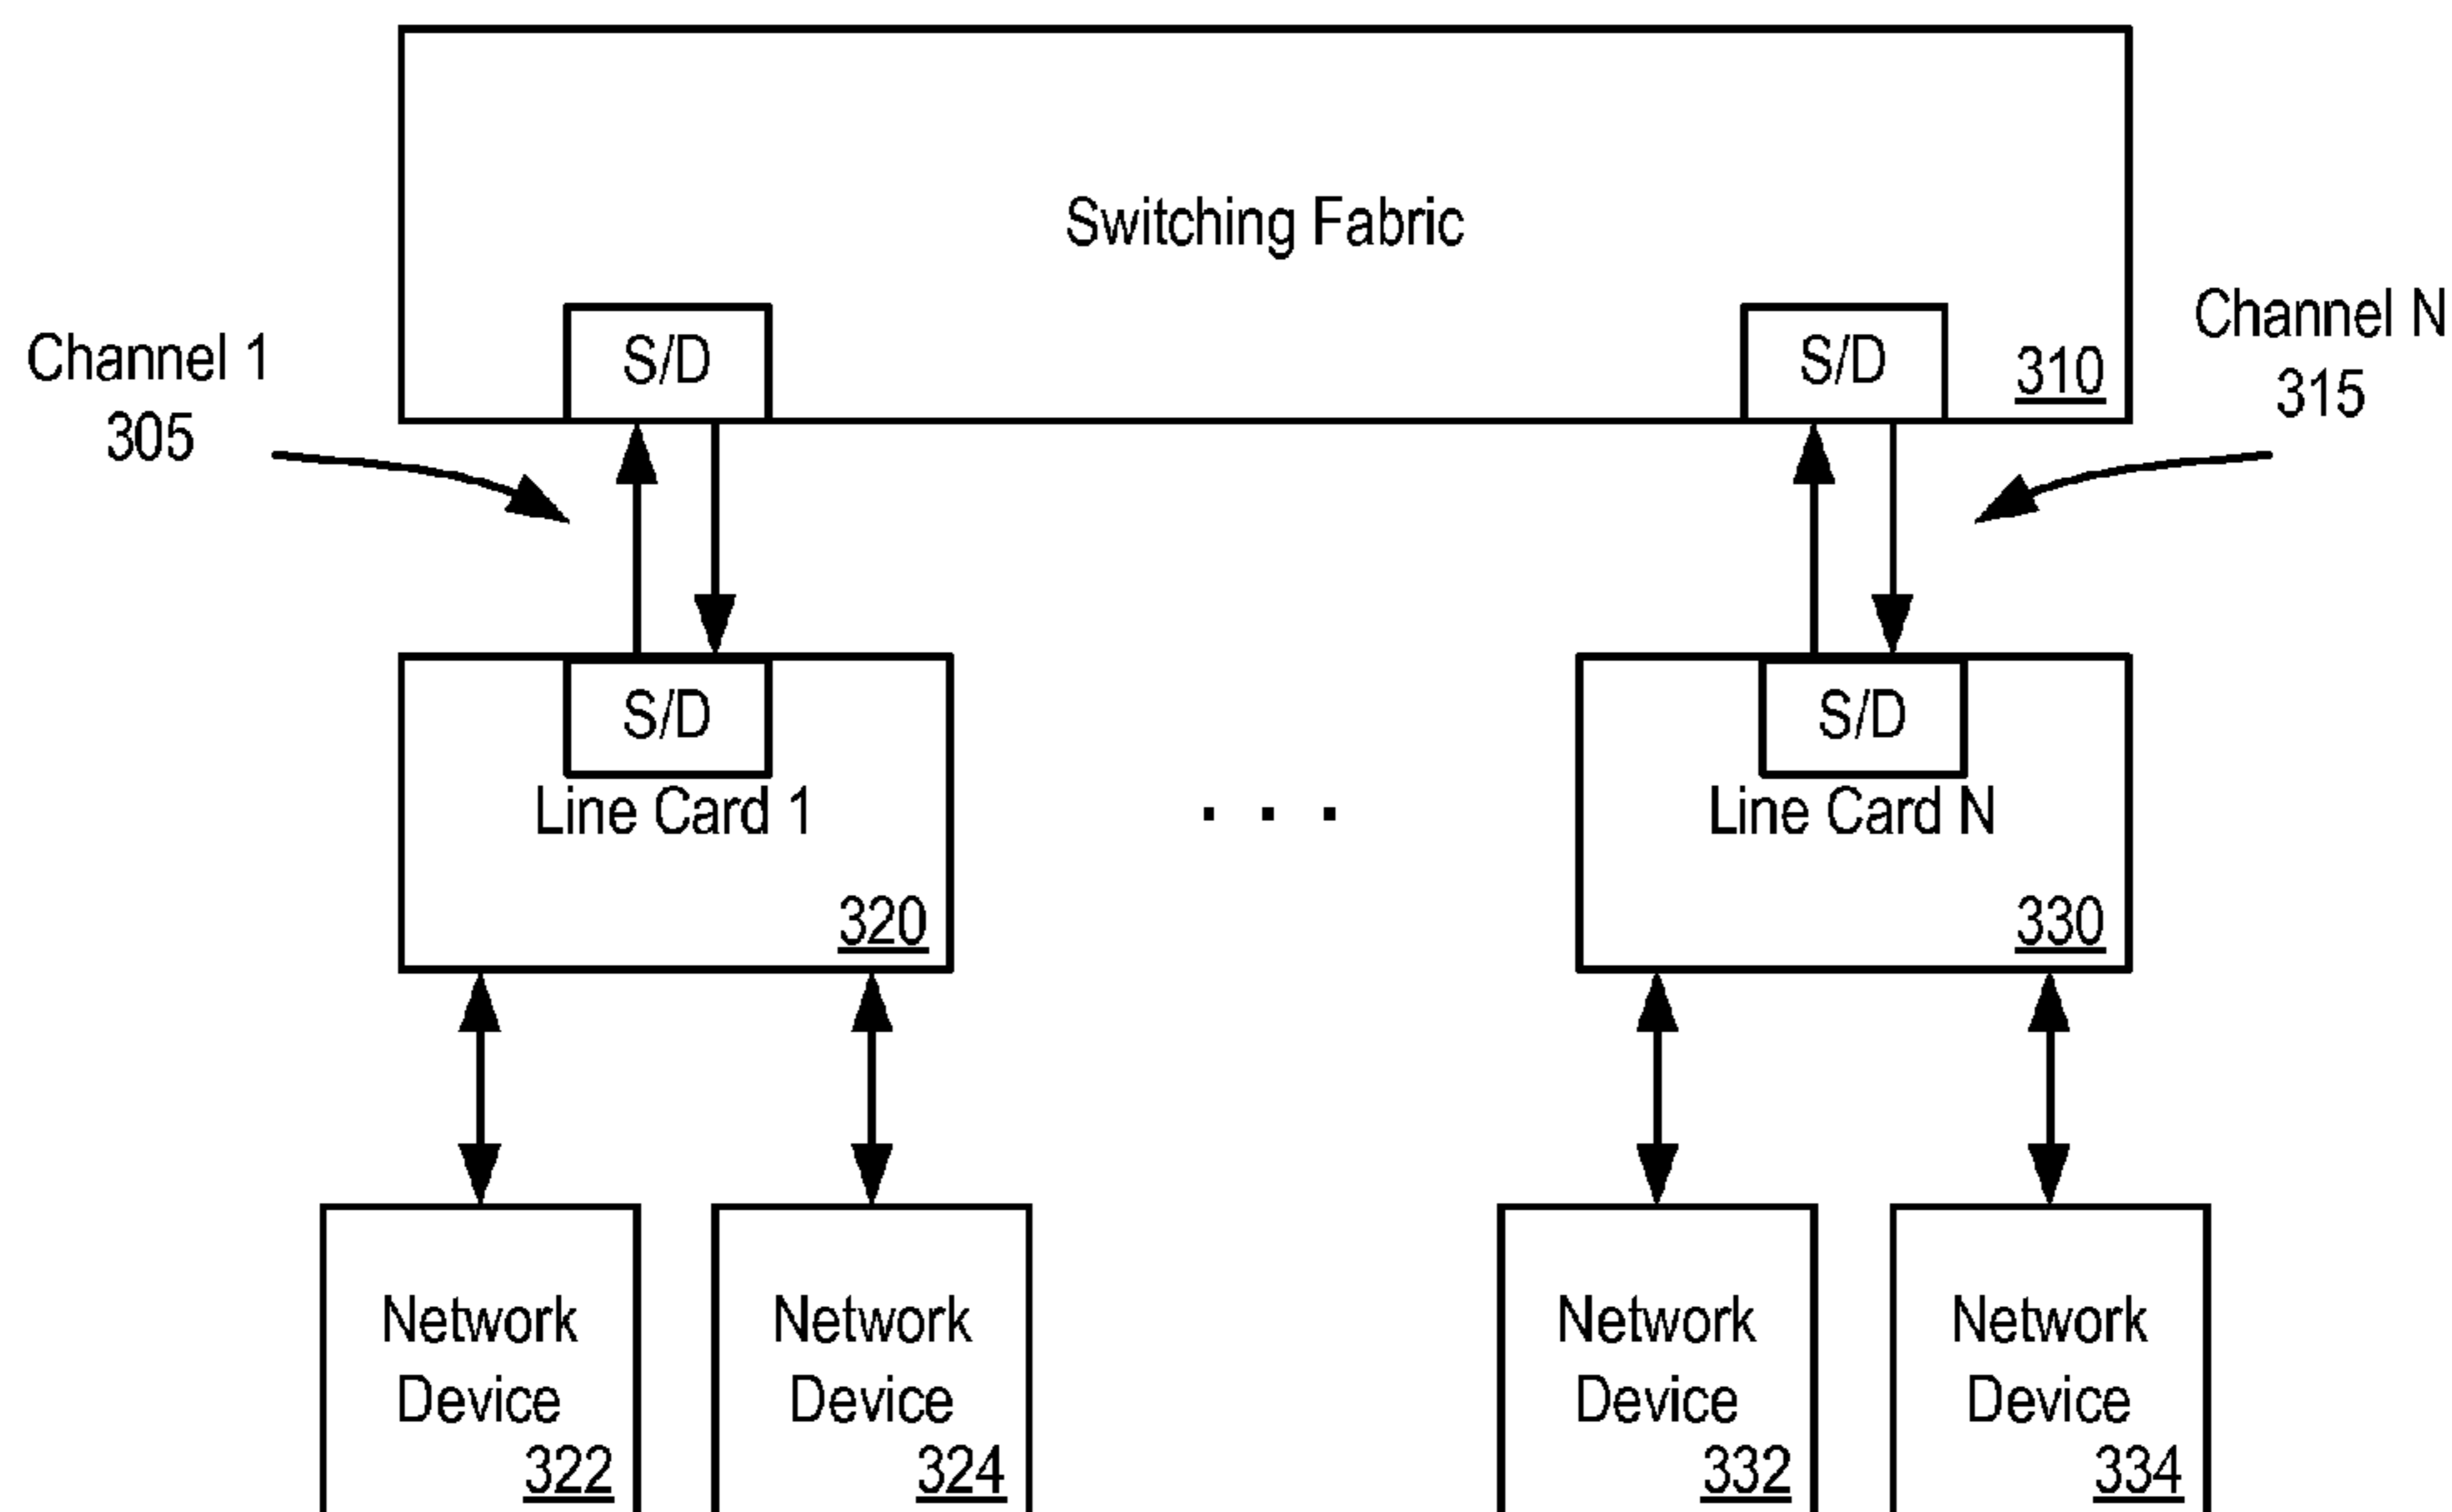 Switching Fabric
Channel 1
305
S/D
S/D
310
Channel N
315
S/D
Line Card 1
320
. . .
S/D
Line Card N
330
Network
Device
322
Network
Device
324
Network
Device
332
Network
Device
334